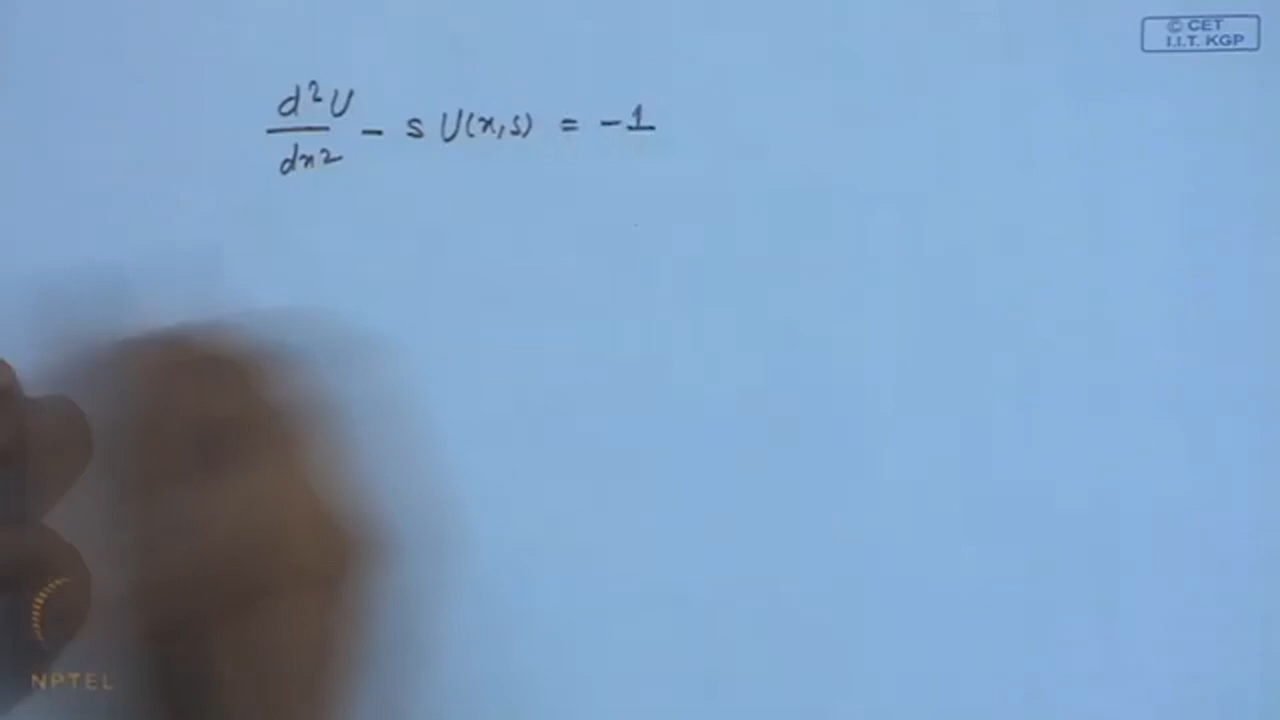 © CET
I.I.T. KGP
d²U/dx² - s U(x,s) = -1
NPTEL